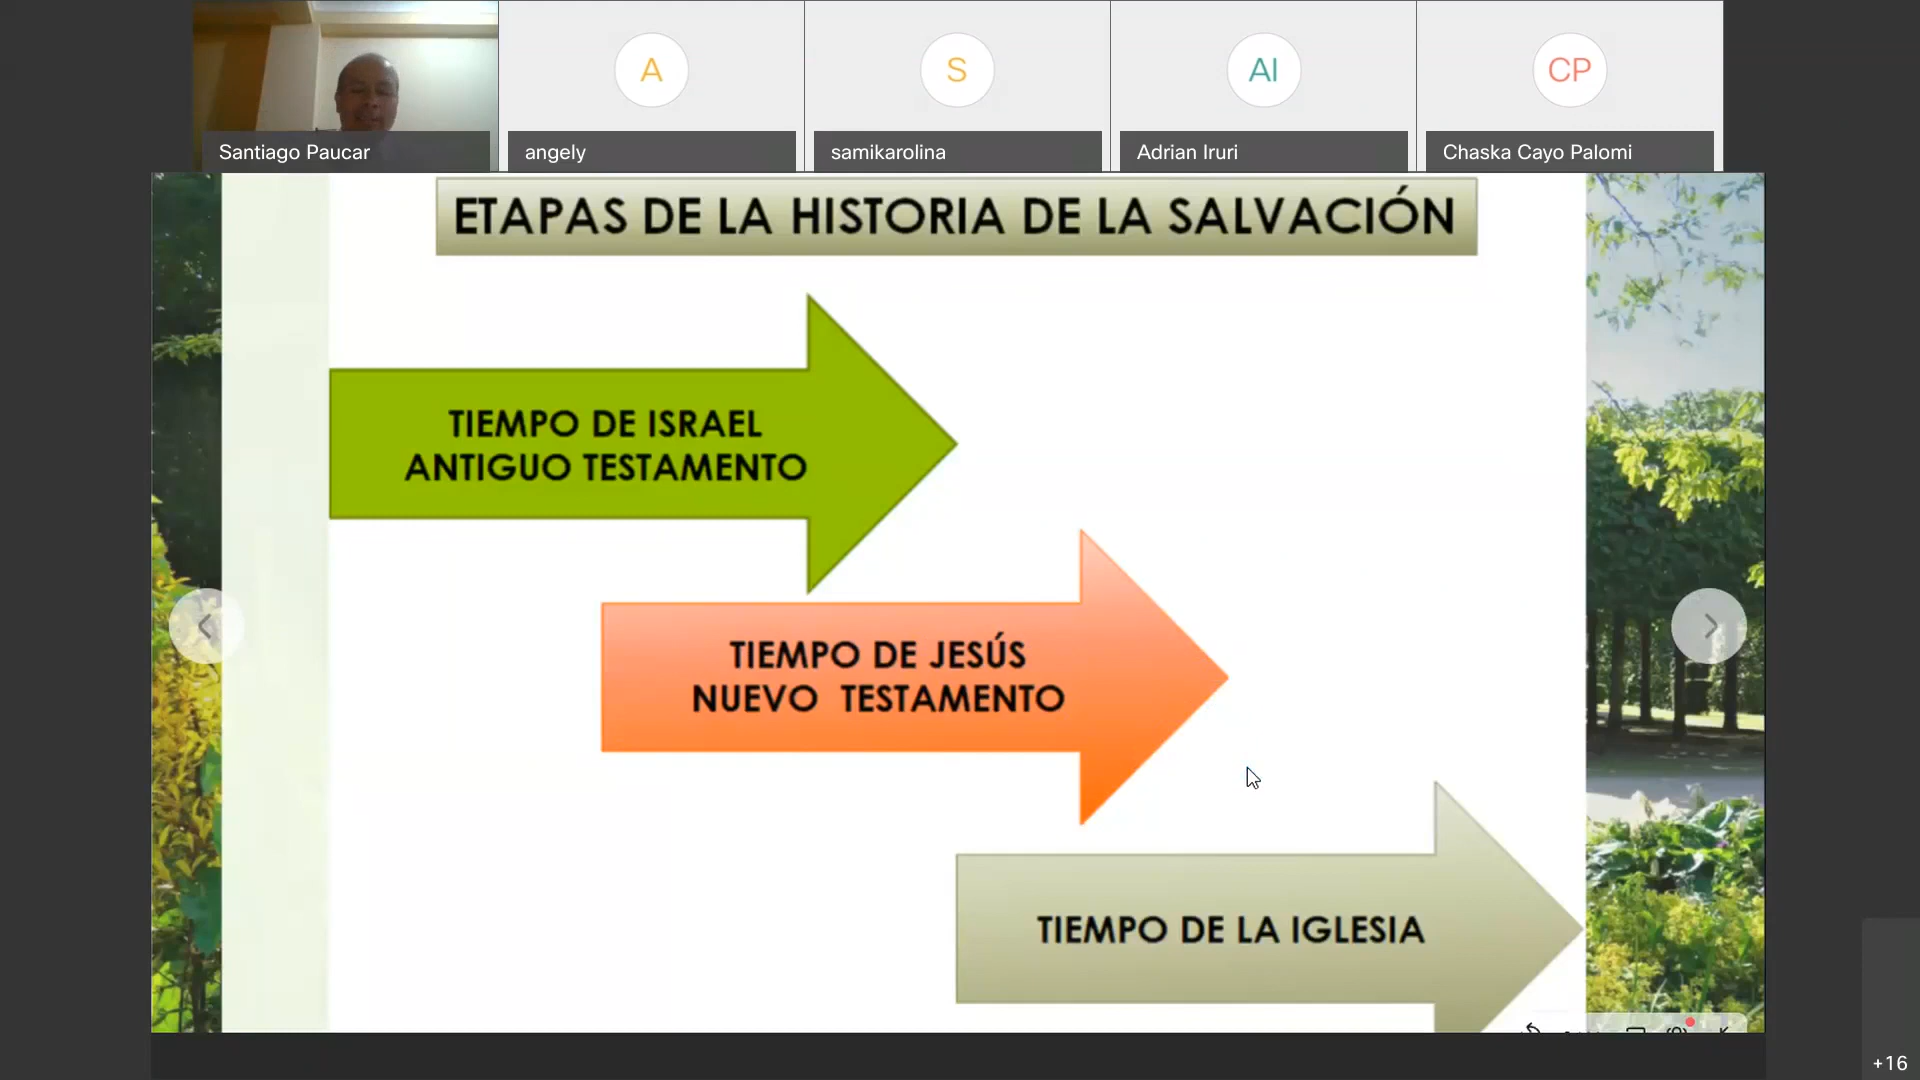 A
S
AI
CP
Santiago Paucar
angely
samikarolina
Adrian Iruri
Chaska Cayo Palomi
ETAPAS DE LA HISTORIA DE LA SALVACIÓN
TIEMPO DE ISRAEL
ANTIGUO TESTAMENTO
TIEMPO DE JESÚS
NUEVO TESTAMENTO
TIEMPO DE LA IGLESIA
+16